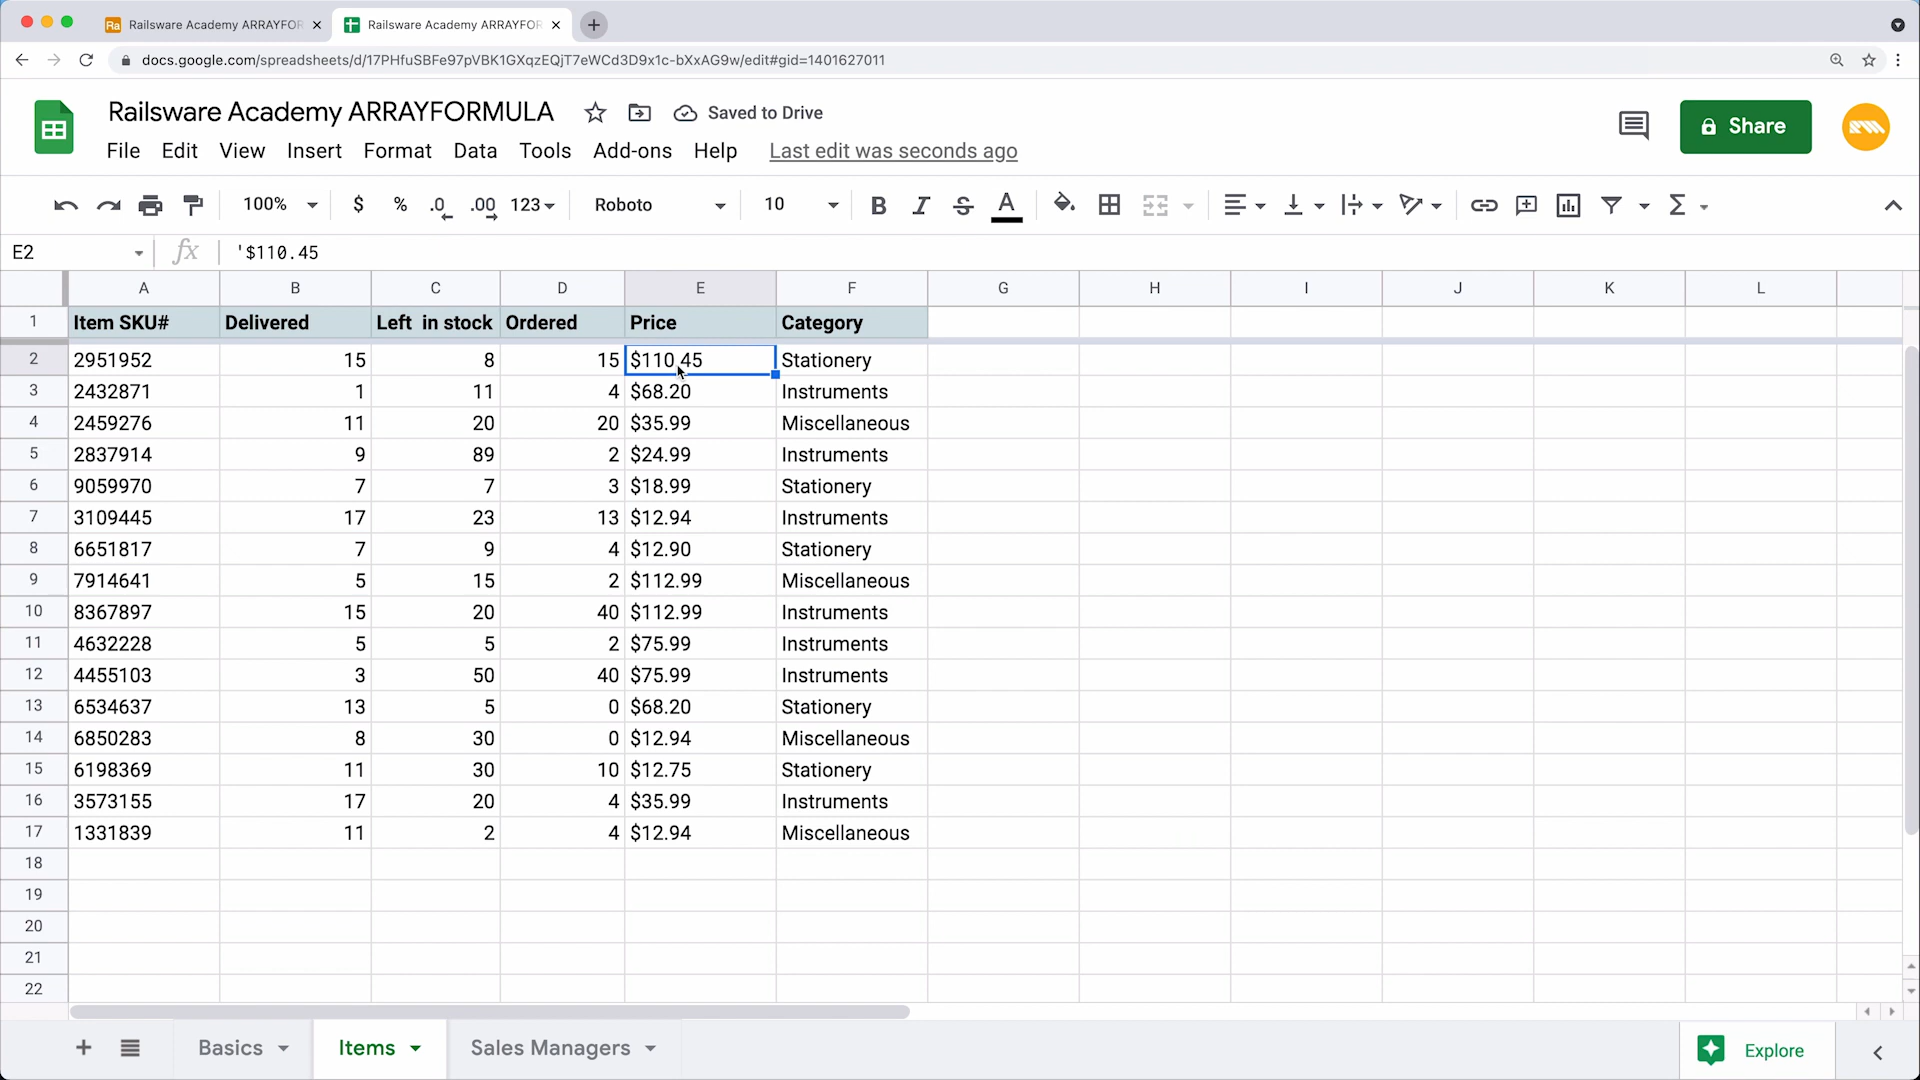 Ra Railsware Academy ARRAYFOR
Railsware Academy ARRAYFOR
docs.google.com/spreadsheets/d/17PHfuSBFe97pVBK1GXqzEQjT7eWCd3D9x1c-bXxAG9w/edit#gid=1401627011
Railsware Academy ARRAYFORMULA Saved to Drive
Share
File Edit View Insert Format Data Tools Add-ons Help Last edit was seconds ago
100% $ % .0 .00 123 Roboto 10 B I S A Σ
E2 fx '$110.45
A B C D E F G H I J K L
1 Item SKU# Delivered Left in stock Ordered Price Category
2 2951952 15 8 15 $110.45 Stationery
3 2432871 1 11 4 $68.20 Instruments
4 2459276 11 20 20 $35.99 Miscellaneous
5 2837914 9 89 2 $24.99 Instruments
6 9059970 7 7 3 $18.99 Stationery
7 3109445 17 23 13 $12.94 Instruments
8 6651817 7 9 4 $12.90 Stationery
9 7914641 5 15 2 $112.99 Miscellaneous
10 8367897 15 20 40 $112.99 Instruments
11 4632228 5 5 2 $75.99 Instruments
12 4455103 3 50 40 $75.99 Instruments
13 6534637 13 5 0 $68.20 Stationery
14 6850283 8 30 0 $12.94 Miscellaneous
15 6198369 11 30 10 $12.75 Stationery
16 3573155 17 20 4 $35.99 Instruments
17 1331839 11 2 4 $12.94 Miscellaneous
18
19
20
21
22
Basics Items Sales Managers Explore